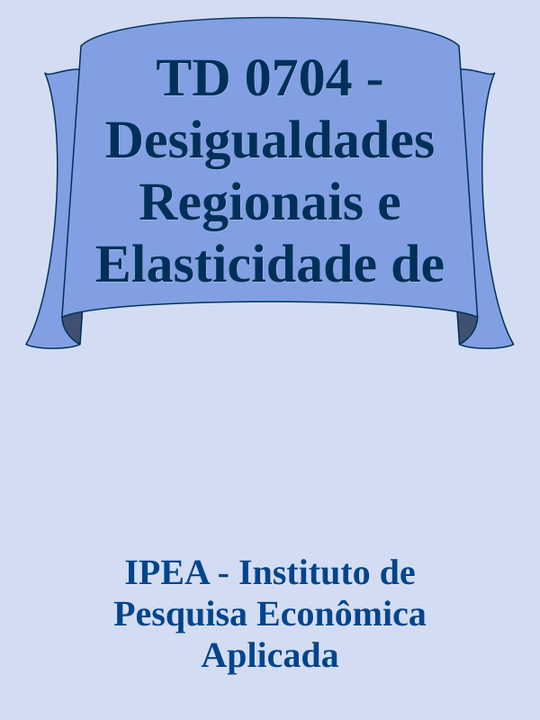 TD 0704 -
Desigualdades
Regionais e
Elasticidade de
IPEA - Instituto de
Pesquisa Econômica
Aplicada